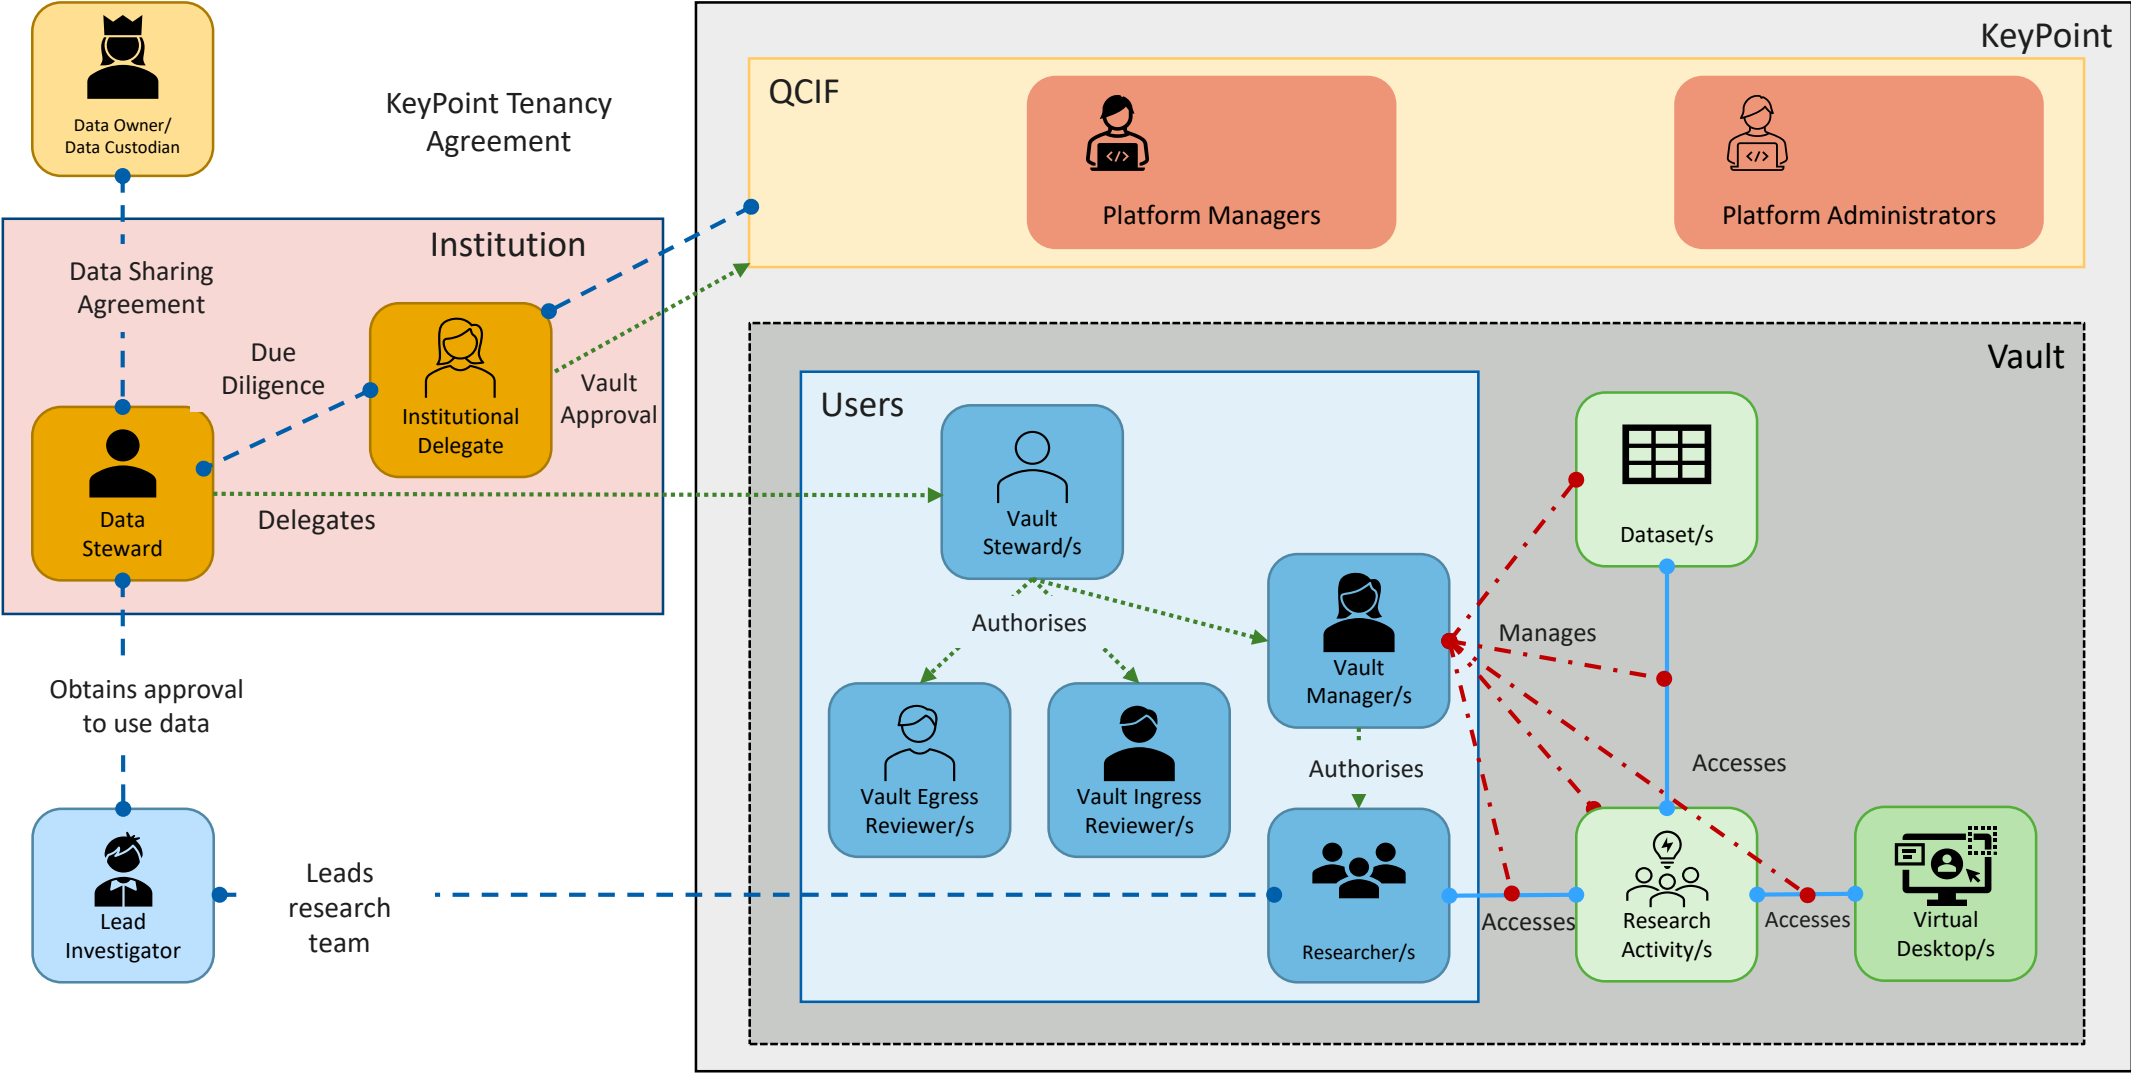 KeyPoint
QCIF
Platform Managers
Platform Administrators
Data Owner/
Data Custodian
KeyPoint Tenancy
Agreement
Institution
Data Sharing
Agreement
Due
Diligence
Institutional
Delegate
Vault
Approval
Data
Steward
Delegates
Obtains approval
to use data
Lead
Investigator
Leads
research
team
Vault
Users
Vault
Steward/s
Authorises
Vault Egress
Reviewer/s
Vault Ingress
Reviewer/s
Vault
Manager/s
Authorises
Researcher/s
Manages
Dataset/s
Accesses
Accesses
Research
Activity/s
Accesses
Virtual
Desktop/s
</>